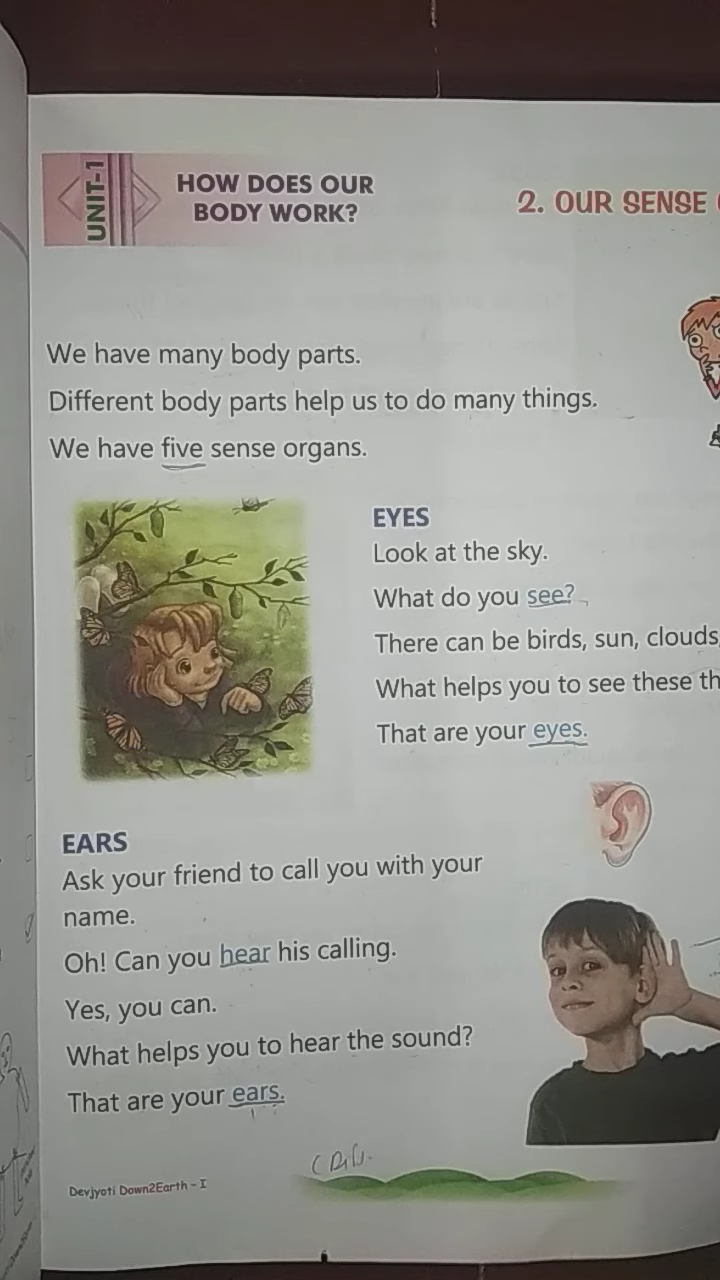 UNIT-1
HOW DOES OUR
BODY WORK?
2. OUR SENSE
We have many body parts.
Different body parts help us to do many things.
We have five sense organs.
EYES
Look at the sky.
What do you see?
There can be birds, sun, clouds,
What helps you to see these th
That are your eyes.
EARS
Ask your friend to call you with your
name.
Oh! Can you hear his calling.
Yes, you can.
What helps you to hear the sound?
That are your ears.
Devjyoti Down2Earth - I